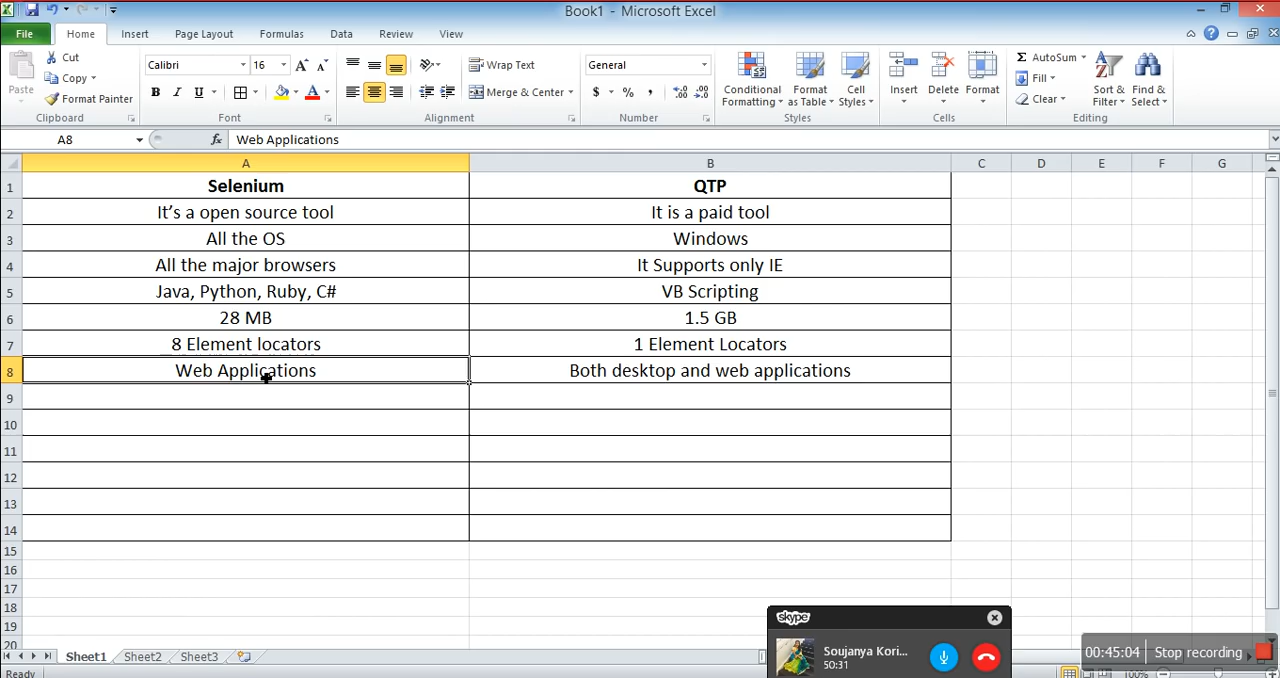 Book1 - Microsoft Excel
File Home Insert Page Layout Formulas Data Review View
Paste
Cut
Copy
Format Painter
Clipboard
Calibri 16 A A
B I U A
Font
Wrap Text
Merge & Center
Alignment
General
$ % , .0 .00
Number
Conditional Formatting
Format as Table
Cell Styles
Styles
Insert
Delete
Format
Cells
Σ AutoSum
Fill
Clear
Sort & Filter
Find & Select
Editing
A8 fx Web Applications
A B C D E F G
1 Selenium QTP
2 It’s a open source tool It is a paid tool
3 All the OS Windows
4 All the major browsers It Supports only IE
5 Java, Python, Ruby, C# VB Scripting
6 28 MB 1.5 GB
7 8 Element locators 1 Element Locators
8 Web Applications Both desktop and web applications
9
10
11
12
13
14
15
16
17
18
19
20
skype
Soujanya Kori...
50:31
00:45:04 Stop recording
Sheet1 Sheet2 Sheet3
Ready 100%